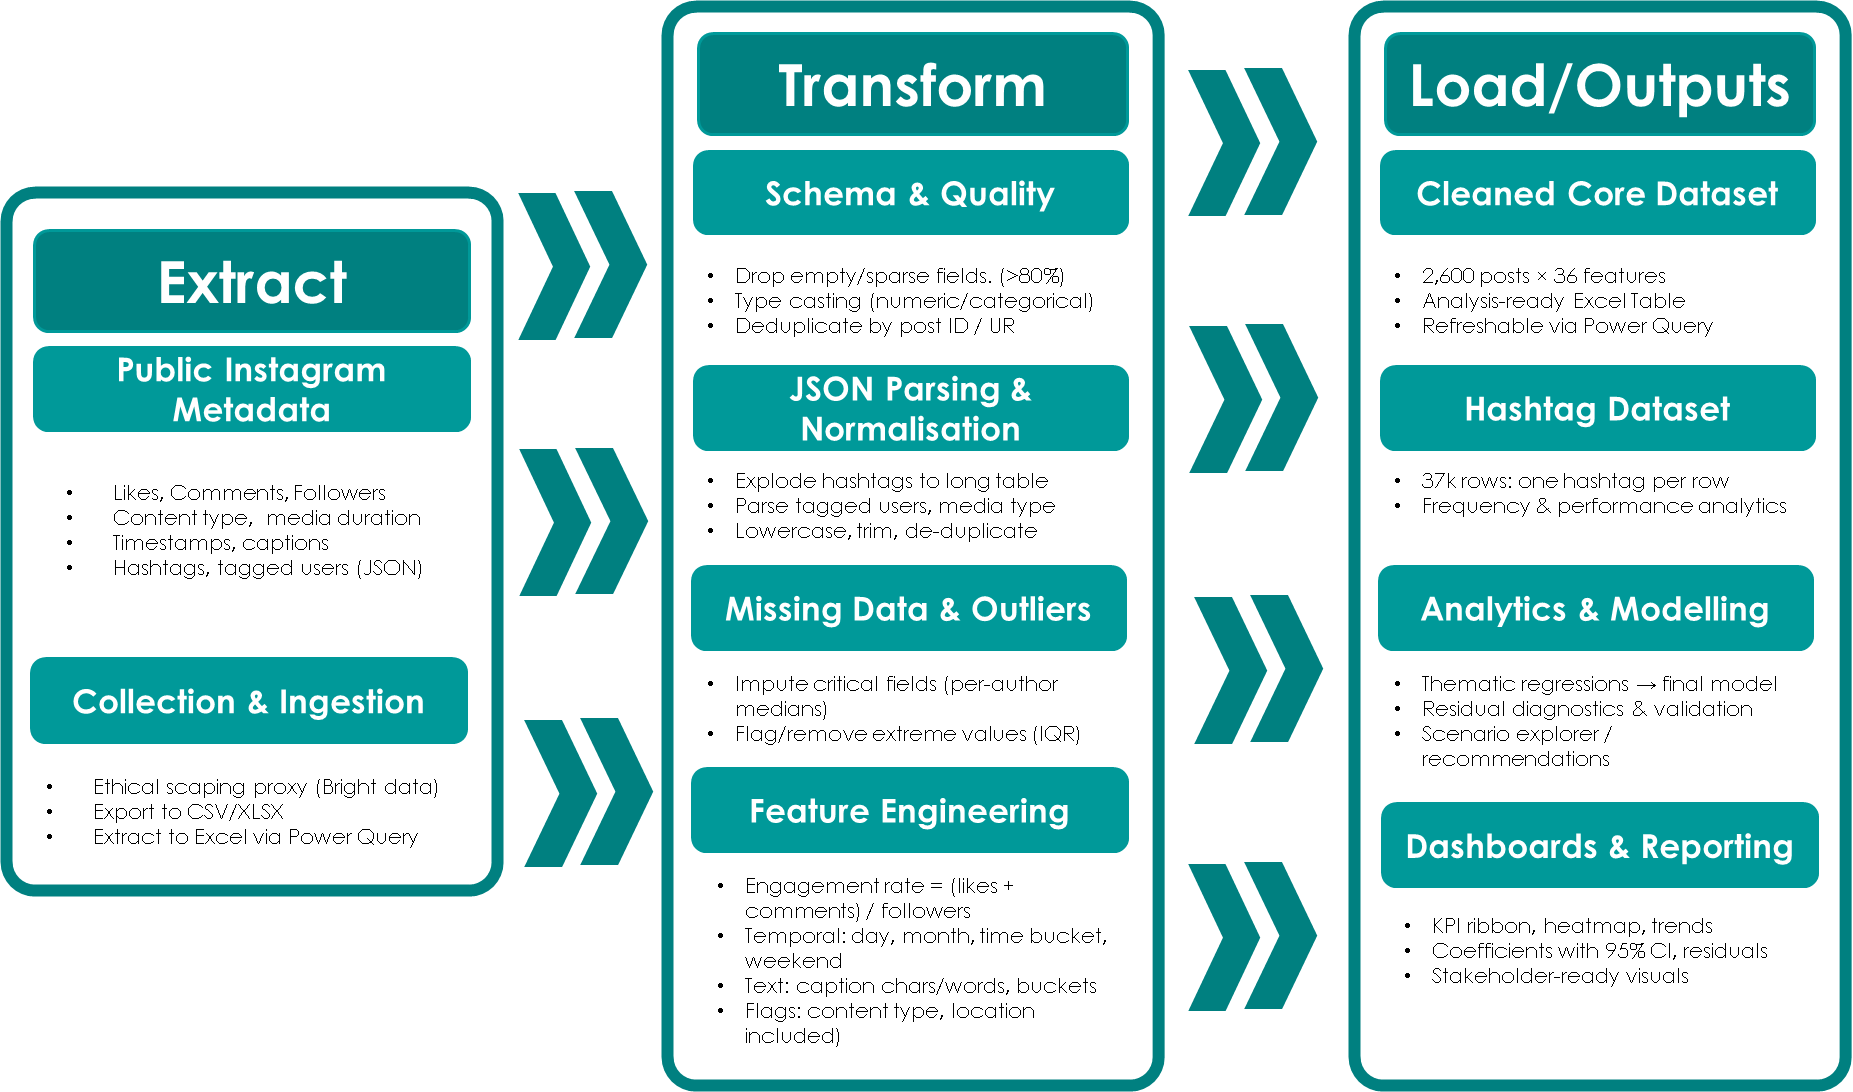 Extract
Public Instagram
Metadata
• Likes, Comments, Followers
• Content type, media duration
• Timestamps, captions
• Hashtags, tagged users (JSON)
Collection & Ingestion
• Ethical scaping proxy (Bright data)
• Export to CSV/XLSX
• Extract to Excel via Power Query
Transform
Schema & Quality
• Drop empty/sparse fields. (>80%)
• Type casting (numeric/categorical)
• Deduplicate by post ID / UR
JSON Parsing &
Normalisation
• Explode hashtags to long table
• Parse tagged users, media type
• Lowercase, trim, de-duplicate
Missing Data & Outliers
• Impute critical fields (per-author
medians)
• Flag/remove extreme values (IQR)
Feature Engineering
• Engagement rate = (likes +
comments) / followers
• Temporal: day, month, time bucket,
weekend
• Text: caption chars/words, buckets
• Flags: content type, location
included)
Load/Outputs
Cleaned Core Dataset
• 2,600 posts × 36 features
• Analysis-ready Excel Table
• Refreshable via Power Query
Hashtag Dataset
• 37k rows: one hashtag per row
• Frequency & performance analytics
Analytics & Modelling
• Thematic regressions → final model
• Residual diagnostics & validation
• Scenario explorer /
recommendations
Dashboards & Reporting
• KPI ribbon, heatmap, trends
• Coefficients with 95% CI, residuals
• Stakeholder-ready visuals